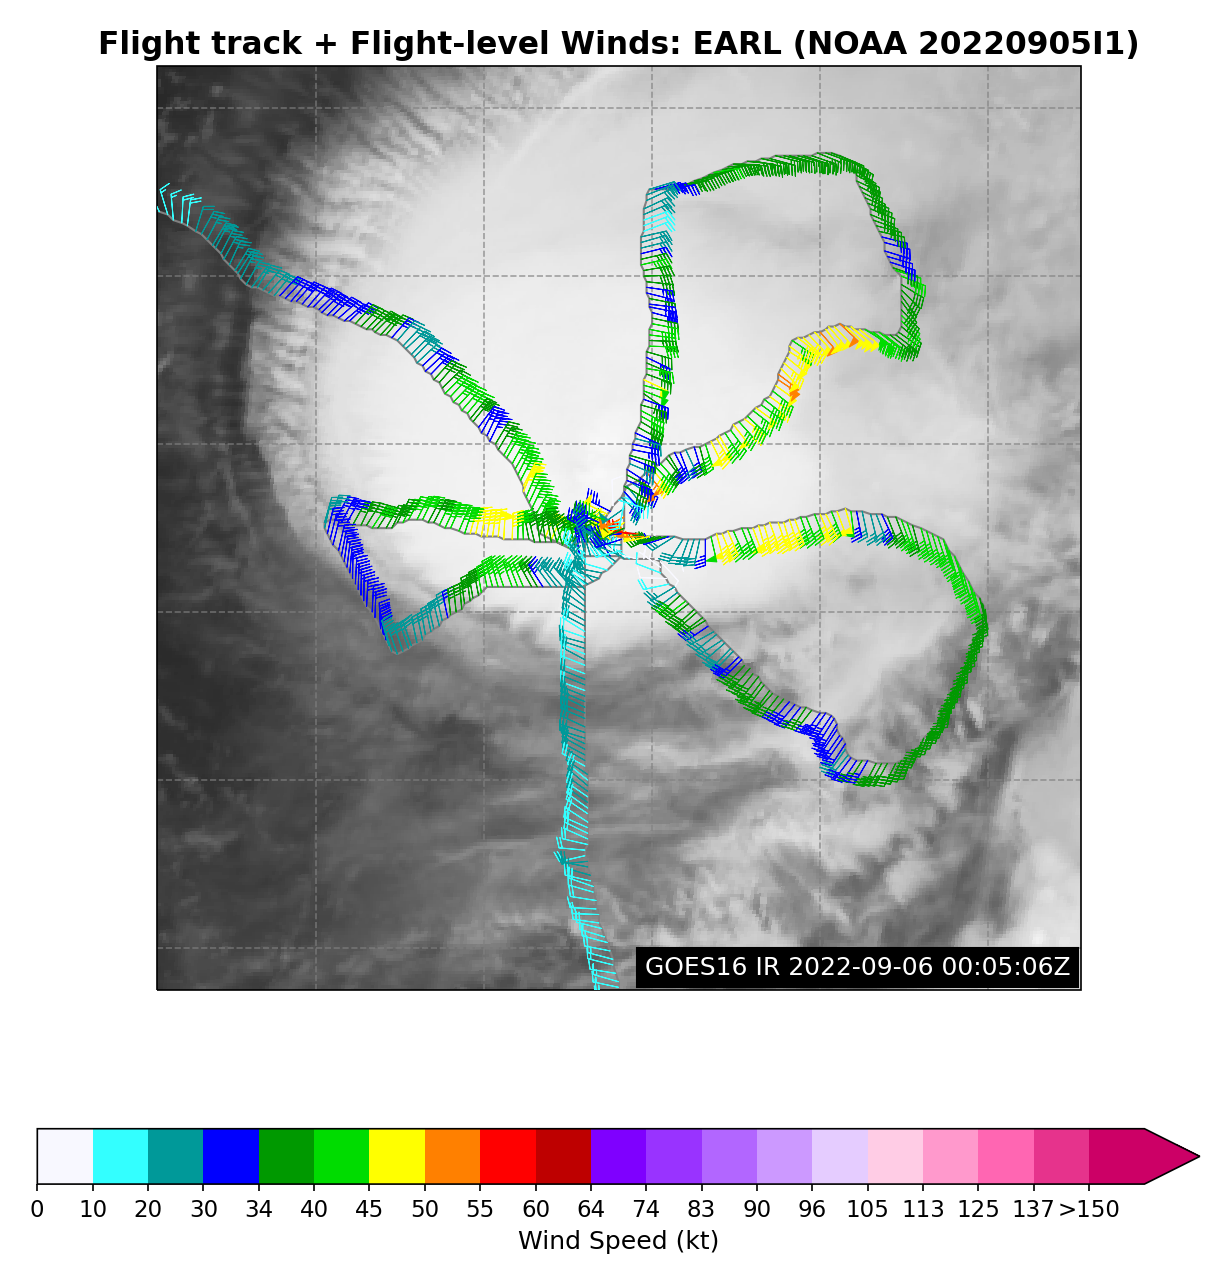 Flight track + Flight-level Winds: EARL (NOAA 20220905I1)
GOES16 IR 2022-09-06 00:05:06Z
0 10 20 30 34 40 45 50 55 60 64 74 83 90 96 105 113 125 137 >150
Wind Speed (kt)